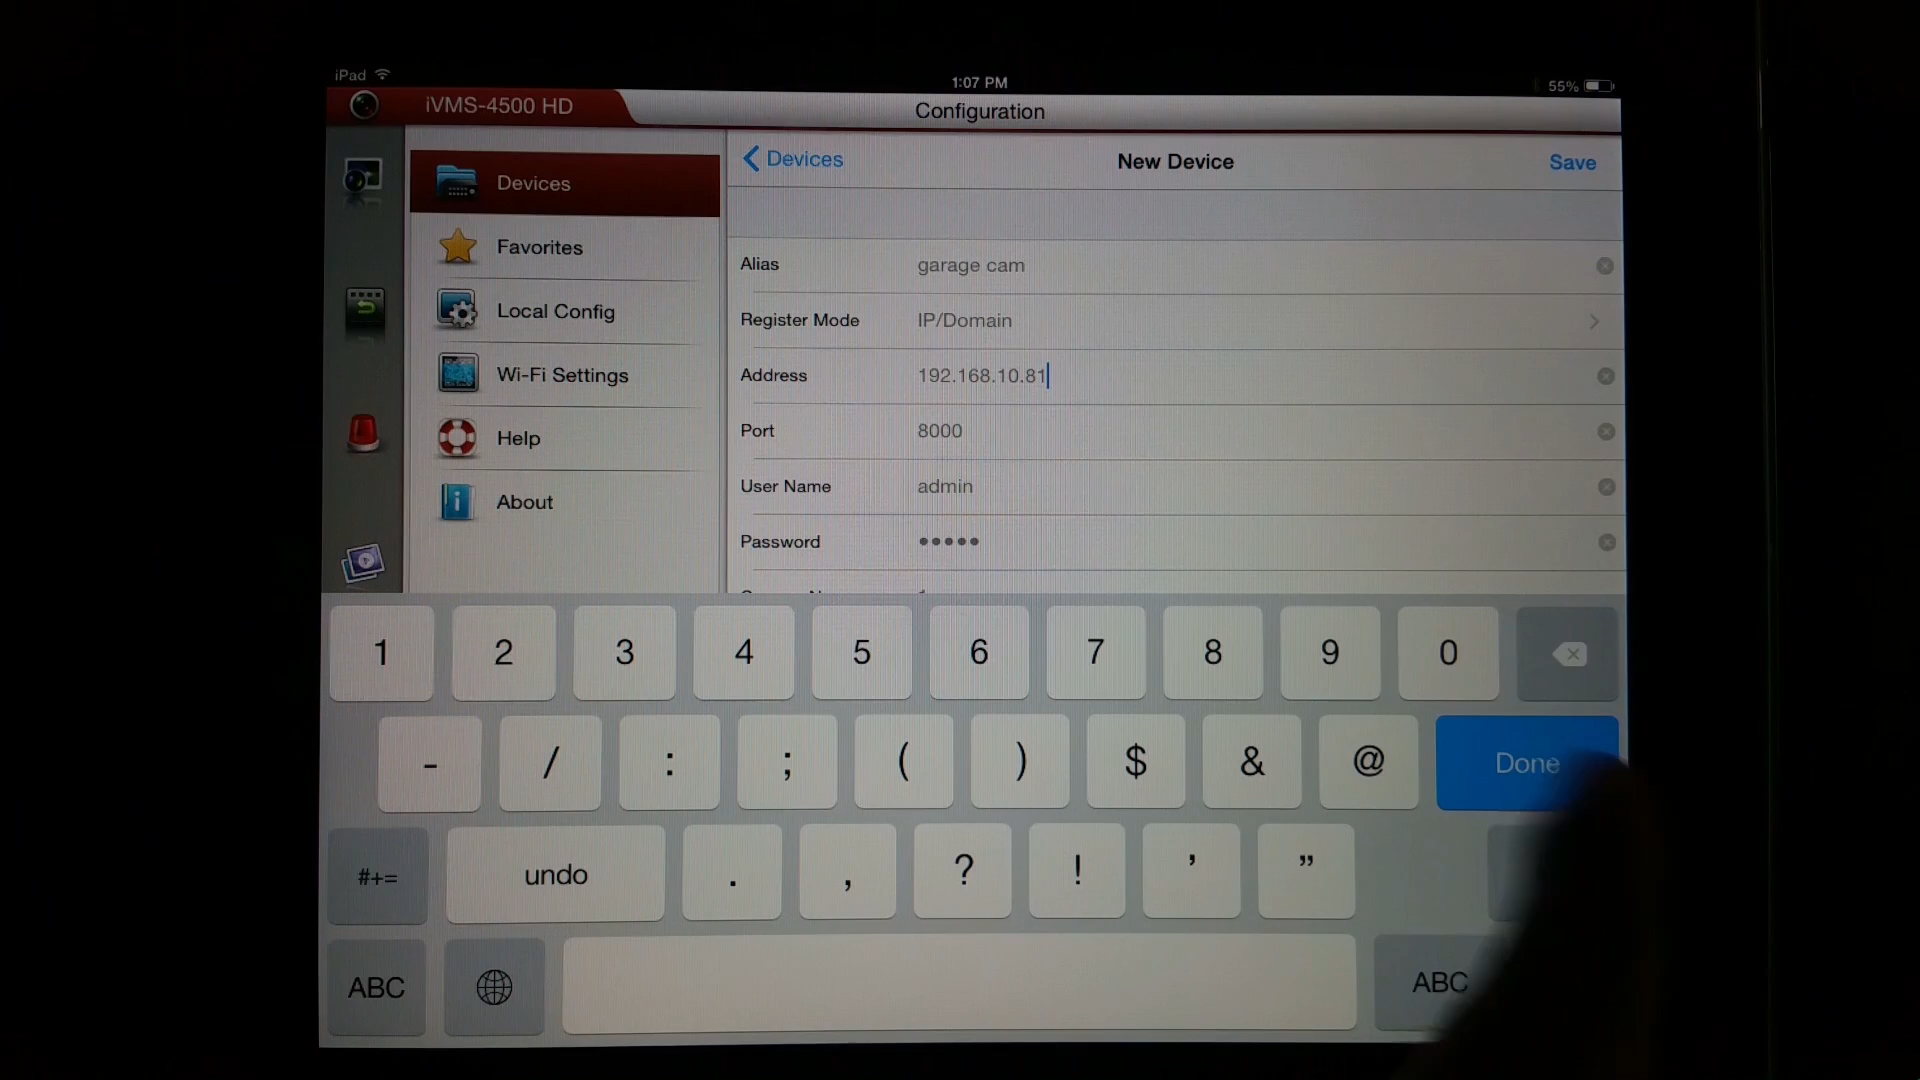 iPad
1:07 PM
55%
iVMS-4500 HD
Configuration
Devices
New Device
Save
Devices
Favorites
Local Config
Wi-Fi Settings
Help
About
Alias garage cam
Register Mode IP/Domain
Address 192.168.10.81
Port 8000
User Name admin
Password •••••
1 2 3 4 5 6 7 8 9 0
- / : ; ( ) $ & @ Done
#+= undo . , ? ! ’ ”
ABC ABC